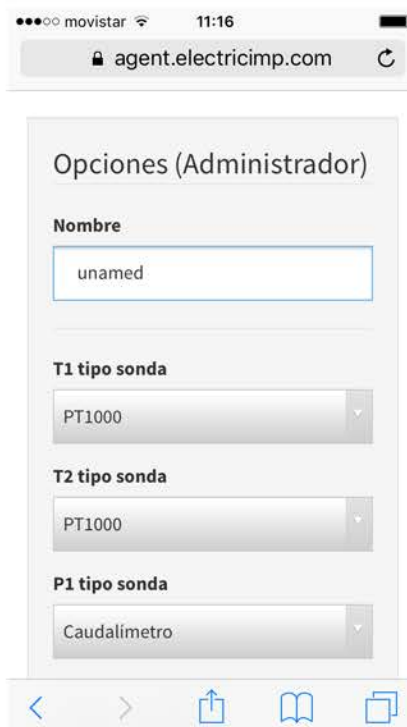 movistar 11:16
agent.electricimp.com
Opciones (Administrador)
Nombre
unamed
T1 tipo sonda
PT1000
T2 tipo sonda
PT1000
P1 tipo sonda
Caudalímetro